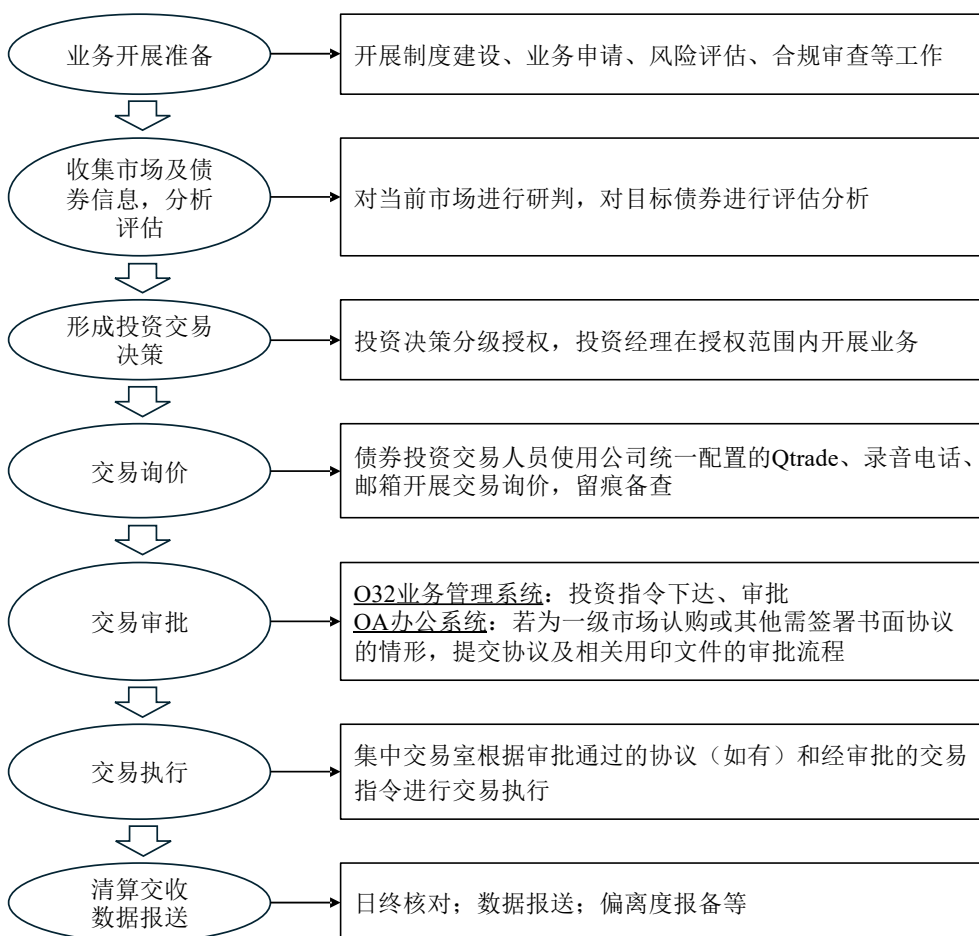 业务开展准备
开展制度建设、业务申请、风险评估、合规审查等工作
收集市场及债
券信息，分析
评估
对当前市场进行研判，对目标债券进行评估分析
形成投资交易
决策
投资决策分级授权，投资经理在授权范围内开展业务
交易询价
债券投资交易人员使用公司统一配置的Qtrade、录音电话、
邮箱开展交易询价，留痕备查
交易审批
O32业务管理系统：投资指令下达、审批
OA办公系统：若为一级市场认购或其他需签署书面协议
的情形，提交协议及相关用印文件的审批流程
交易执行
集中交易室根据审批通过的协议（如有）和经审批的交易
指令进行交易执行
清算交收
数据报送
日终核对；数据报送；偏离度报备等